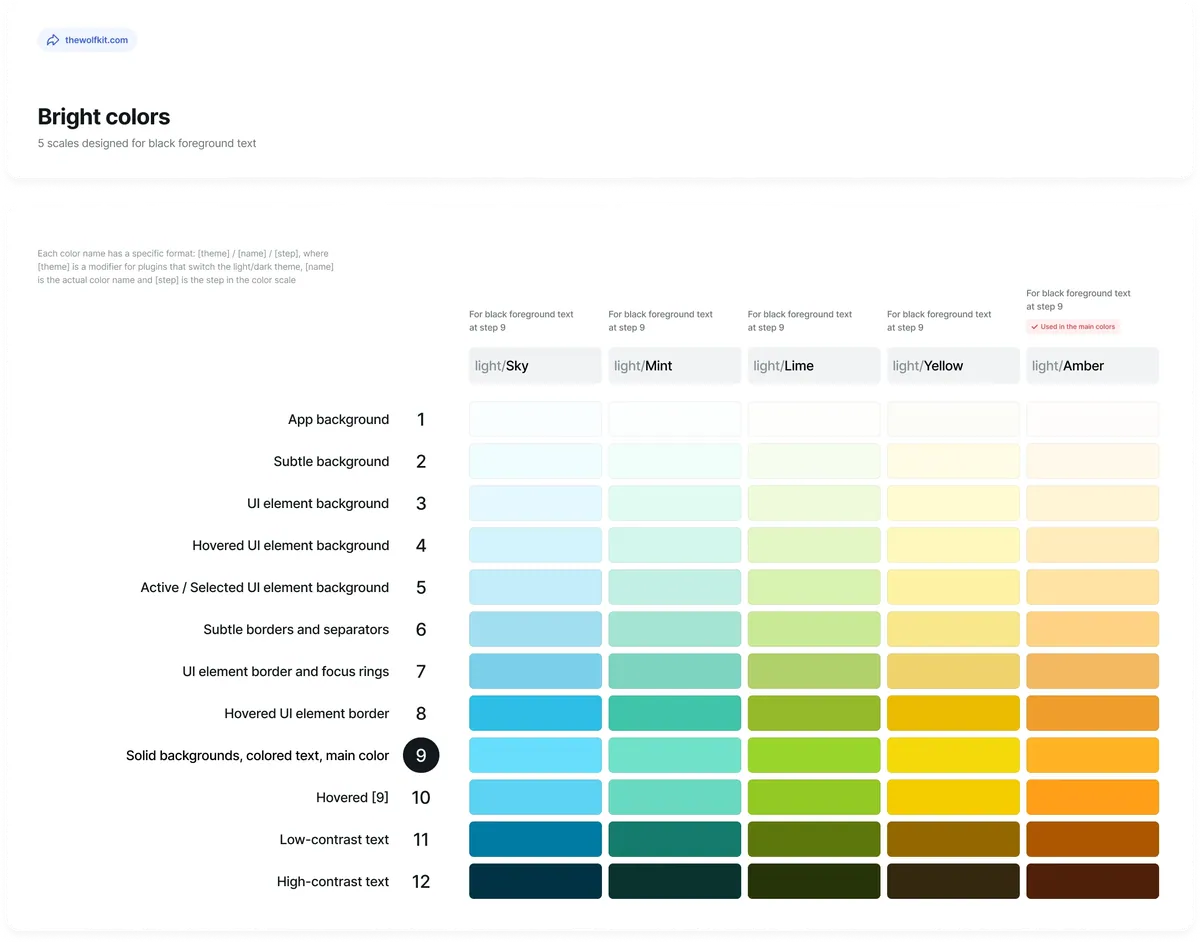 thewolfkit.com
Bright colors
5 scales designed for black foreground text
Each color name has a specific format: [theme] / [name] / [step], where
[theme] is a modifier for plugins that switch the light/dark theme, [name]
is the actual color name and [step] is the step in the color scale
For black foreground text
at step 9
For black foreground text
at step 9
For black foreground text
at step 9
For black foreground text
at step 9
For black foreground text
at step 9
Used in the main colors
light/Sky
light/Mint
light/Lime
light/Yellow
light/Amber
App background 1
Subtle background 2
UI element background 3
Hovered UI element background 4
Active / Selected UI element background 5
Subtle borders and separators 6
UI element border and focus rings 7
Hovered UI element border 8
Solid backgrounds, colored text, main color 9
Hovered [9] 10
Low-contrast text 11
High-contrast text 12